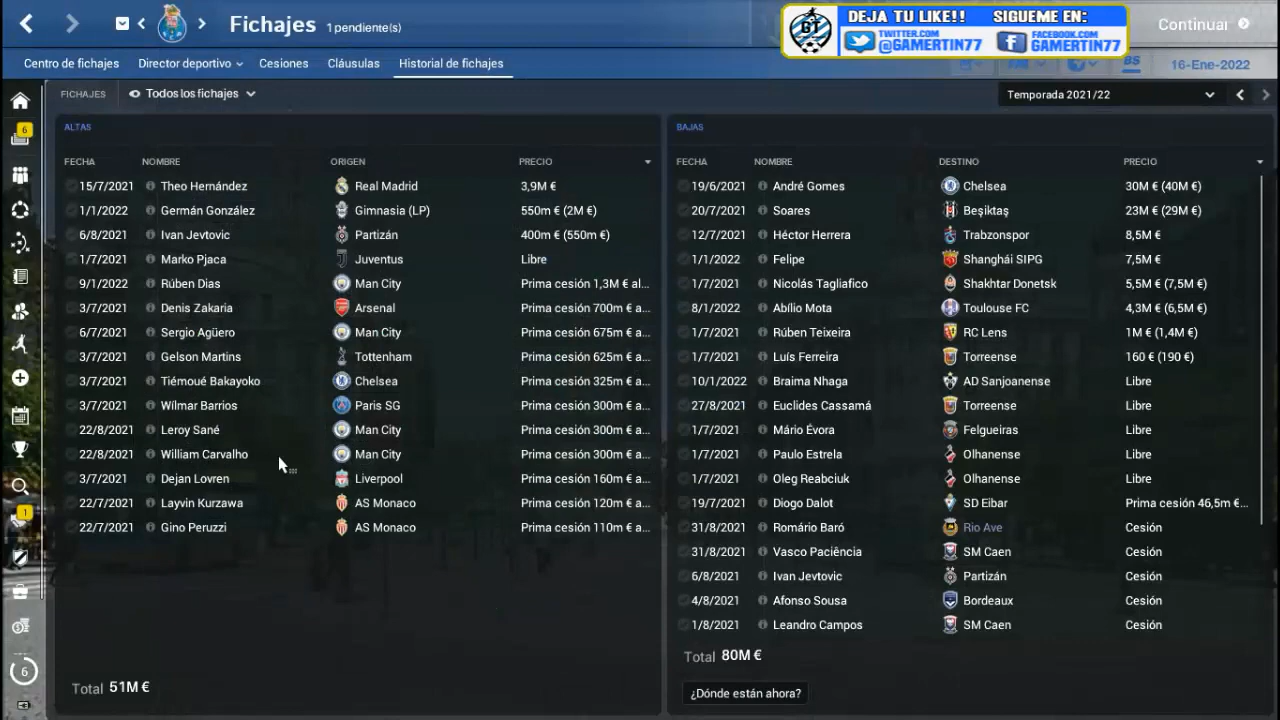 Fichajes 1 pendiente(s)
DEJA TU LIKE!! SIGUEME EN:
TWITTER.COM
@GAMERTIN77
FACEBOOK.COM
GAMERTIN77
GT
Continuar
Centro de fichajes Director deportivo Cesiones Cláusulas Historial de fichajes
BS 16-Ene-2022
FICHAJES Todos los fichajes Temporada 2021/22
6
1
6
ALTAS
FECHA NOMBRE ORIGEN PRECIO
15/7/2021 Theo Hernández Real Madrid 3,9M €
1/1/2022 Germán González Gimnasia (LP) 550m € (2M €)
6/8/2021 Ivan Jevtovic Partizán 400m € (550m €)
1/7/2021 Marko Pjaca Juventus Libre
9/1/2022 Rúben Dias Man City Prima cesión 1,3M € al...
3/7/2021 Denis Zakaria Arsenal Prima cesión 700m € a...
6/7/2021 Sergio Agüero Man City Prima cesión 675m € a...
3/7/2021 Gelson Martins Tottenham Prima cesión 625m € a...
3/7/2021 Tiémoué Bakayoko Chelsea Prima cesión 325m € a...
3/7/2021 Wílmar Barrios Paris SG Prima cesión 300m € a...
22/8/2021 Leroy Sané Man City Prima cesión 300m € a...
22/8/2021 William Carvalho Man City Prima cesión 300m € a...
3/7/2021 Dejan Lovren Liverpool Prima cesión 160m € a...
22/7/2021 Layvin Kurzawa AS Monaco Prima cesión 120m € a...
22/7/2021 Gino Peruzzi AS Monaco Prima cesión 110m € a...
Total 51M €
BAJAS
FECHA NOMBRE DESTINO PRECIO
19/6/2021 André Gomes Chelsea 30M € (40M €)
20/7/2021 Soares Beşiktaş 23M € (29M €)
12/7/2021 Héctor Herrera Trabzonspor 8,5M €
1/1/2022 Felipe Shanghái SIPG 7,5M €
1/7/2021 Nicolás Tagliafico Shakhtar Donetsk 5,5M € (7,5M €)
8/1/2022 Abílio Mota Toulouse FC 4,3M € (6,5M €)
1/7/2021 Rúben Teixeira RC Lens 1M € (1,4M €)
1/7/2021 Luís Ferreira Torreense 160 € (190 €)
10/1/2022 Braima Nhaga AD Sanjoanense Libre
27/8/2021 Euclides Cassamá Torreense Libre
1/7/2021 Mário Évora Felgueiras Libre
1/7/2021 Paulo Estrela Olhanense Libre
1/7/2021 Oleg Reabciuk Olhanense Libre
19/7/2021 Diogo Dalot SD Eibar Prima cesión 46,5m €...
31/8/2021 Romário Baró Rio Ave Cesión
31/8/2021 Vasco Paciência SM Caen Cesión
6/8/2021 Ivan Jevtovic Partizán Cesión
4/8/2021 Afonso Sousa Bordeaux Cesión
1/8/2021 Leandro Campos SM Caen Cesión
Total 80M €
¿Dónde están ahora?